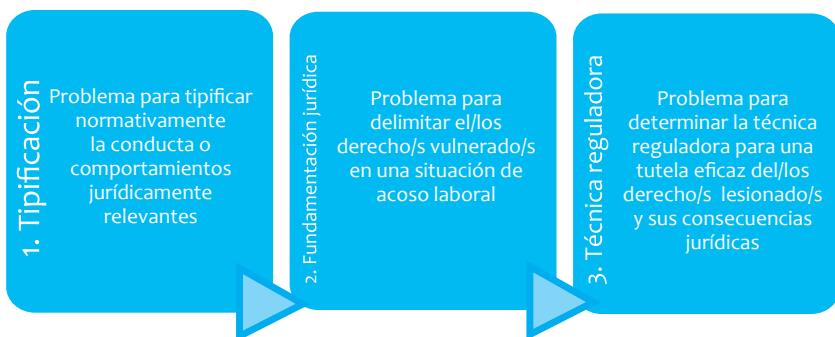 1. Tipificación
Problema para tipificar
normativamente
la conducta o
comportamientos
jurídicamente
relevantes
2. Fundamentación jurídica
Problema para
delimitar el/los
derecho/s vulnerado/s
en una situación de
acoso laboral
3. Técnica reguladora
Problema para
determinar la técnica
reguladora para una
tutela eficaz del/los
derecho/s lesionado/s
y sus consecuencias
jurídicas